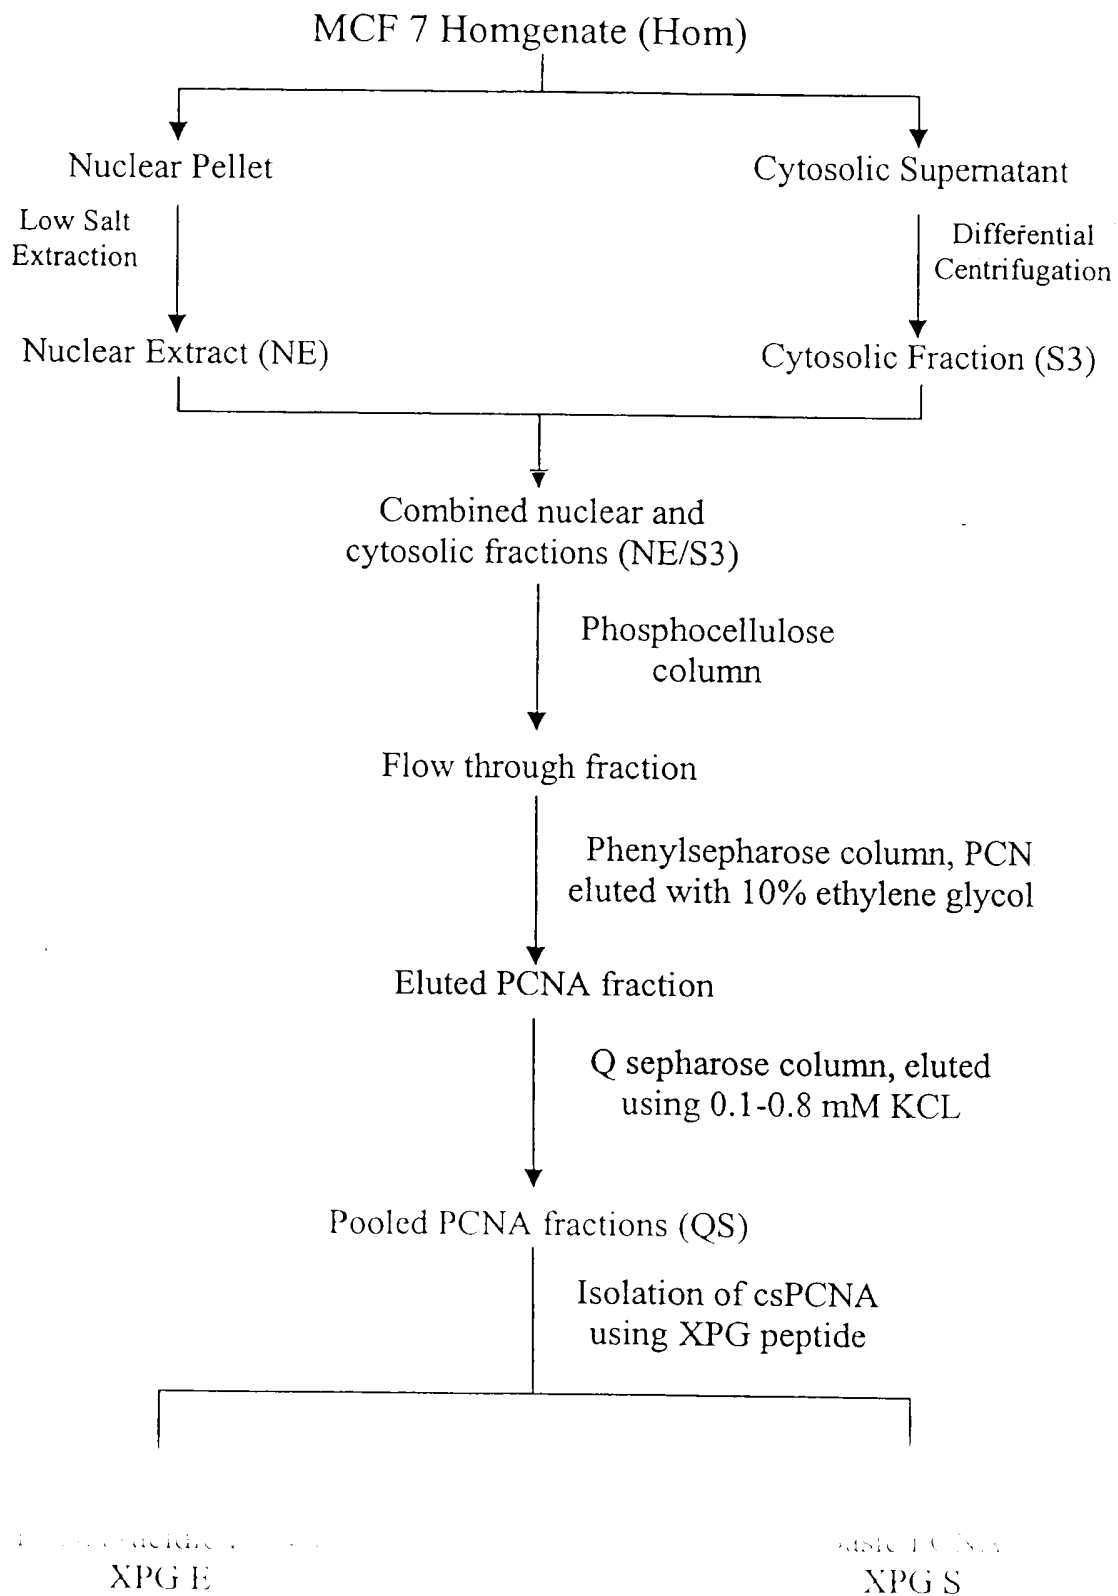 MCF 7 Homgenate (Hom)
Nuclear Pellet
Cytosolic Supernatant
Low Salt
Extraction
Differential
Centrifugation
Nuclear Extract (NE)
Cytosolic Fraction (S3)
Combined nuclear and
cytosolic fractions (NE/S3)
Phosphocellulose
column
Flow through fraction
Phenylsepharose column, PCN
eluted with 10% ethylene glycol
Eluted PCNA fraction
Q sepharose column, eluted
using 0.1-0.8 mM KCL
Pooled PCNA fractions (QS)
Isolation of csPCNA
using XPG peptide
PCNA
XPG E
XPG S